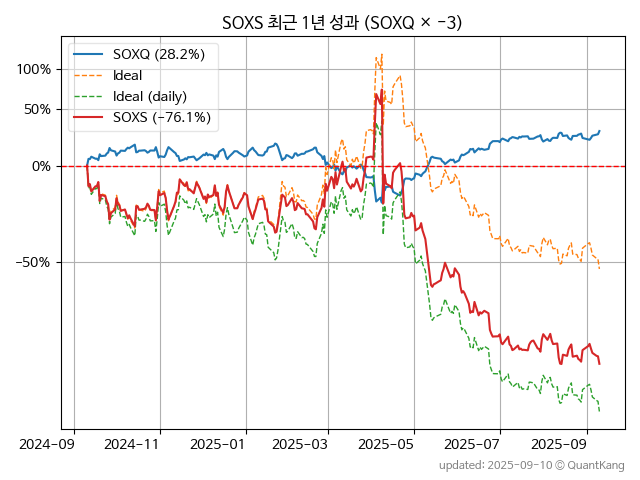 SOXS 최근 1년 성과 (SOXQ × −3)
SOXQ (28.2%)
Ideal
Ideal (daily)
SOXS (−76.1%)
100%
50%
0%
−50%
2024-09
2024-11
2025-01
2025-03
2025-05
2025-07
2025-09
updated: 2025-09-10 © QuantKang